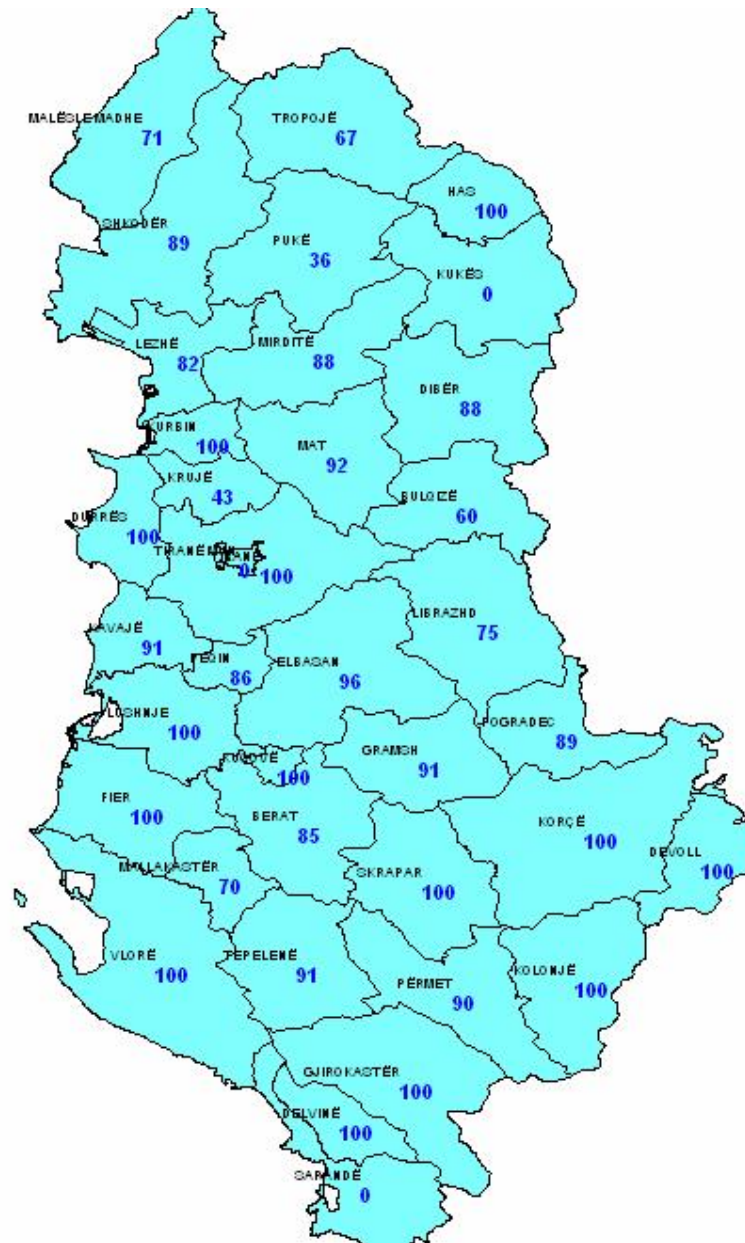 MALËSI E MADHE
71
TROPOJË
67
HAS
100
SHKODËR
89
PUKË
36
KUKËS
0
LEZHË
82
MIRDITË
88
DIBËR
88
KURBIN
100
MAT
92
KRUJË
43
BULQIZË
60
DURRËS
100
0
100
LIBRAZHD
75
KAVAJË
91
PEQIN
86
ELBASAN
96
LUSHNJE
100
POGRADEC
89
KUÇOVË
100
GRAMSH
91
FIER
100
BERAT
85
KORÇË
100
DEVOLL
100
MALLAKASTËR
70
SKRAPAR
100
VLORË
100
TEPELENË
91
PËRMET
90
KOLONJË
100
GJIROKASTËR
100
DELVINË
100
SARANDË
0